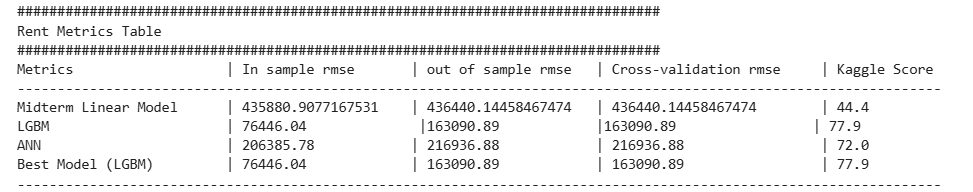 ################################################################################
Rent Metrics Table
################################################################################
Metrics | In sample rmse | out of sample rmse | Cross-validation rmse | Kaggle Score
--------------------------------------------------------------------------------------------------------------------
Midterm Linear Model | 435880.9077167531 | 436440.14458467474 | 436440.14458467474 | 44.4
LGBM | 76446.04 |163090.89 |163090.89 | 77.9
ANN | 206385.78 | 216936.88 | 216936.88 | 72.0
Best Model (LGBM) | 76446.04 | 163090.89 | 163090.89 | 77.9
--------------------------------------------------------------------------------------------------------------------